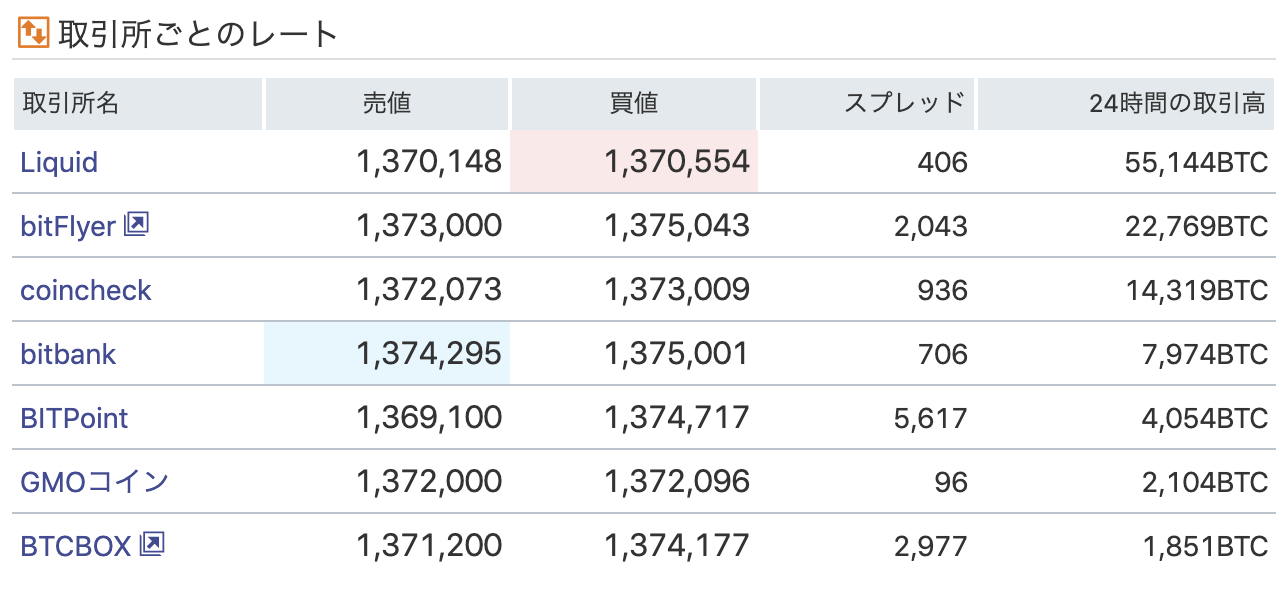 取引所ごとのレート
取引所名 売値 買値 スプレッド 24時間の取引高
Liquid 1,370,148 1,370,554 406 55,144BTC
bitFlyer 1,373,000 1,375,043 2,043 22,769BTC
coincheck 1,372,073 1,373,009 936 14,319BTC
bitbank 1,374,295 1,375,001 706 7,974BTC
BITPoint 1,369,100 1,374,717 5,617 4,054BTC
GMOコイン 1,372,000 1,372,096 96 2,104BTC
BTCBOX 1,371,200 1,374,177 2,977 1,851BTC